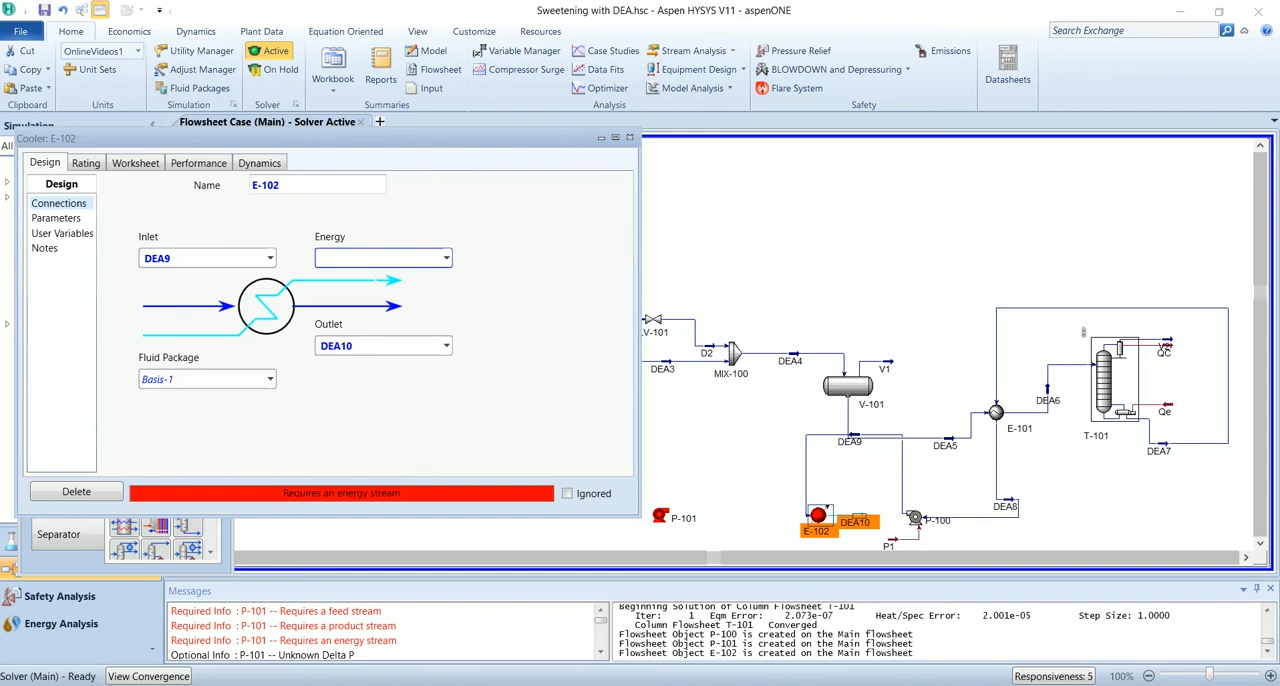 Sweetening with DEA.hsc - Aspen HYSYS V11 - aspenONE
File Home Economics Dynamics Plant Data Equation Oriented View Customize Resources Search Exchange
Cut OnlineVideos1 Utility Manager Active Model Variable Manager Case Studies Stream Analysis Pressure Relief Emissions
Copy Unit Sets Adjust Manager On Hold Workbook Reports Flowsheet Compressor Surge Data Fits Equipment Design BLOWDOWN and Depressuring Datasheets
Paste Fluid Packages Input Optimizer Model Analysis Flare System
Clipboard Units Simulation Solver Summaries Analysis Safety
Simulation Flowsheet Case (Main) - Solver Active +
All
Cooler: E-102
Design Rating Worksheet Performance Dynamics
Design
Connections
Parameters
User Variables
Notes
Name E-102
Inlet Energy
DEA9
Outlet
DEA10
Fluid Package
Basis-1
Delete Requires an energy stream Ignored
Separator
D2
DEA3
MIX-100
DEA4
V1
V-101
DEA9
DEA5
E-101
DEA6
QC
Qe
T-101
DEA7
DEA8
P-101
E-102
DEA10
P-100
P1
Safety Analysis
Energy Analysis
Messages
Required Info : P-101 -- Requires a feed stream
Required Info : P-101 -- Requires a product stream
Required Info : P-101 -- Requires an energy stream
Optional Info : P-101 -- Unknown Delta P
Beginning Solution of Column Flowsheet T-101
Iter: 1 Eqm Error: 2.073e-07 Heat/Spec Error: 2.001e-05 Step Size: 1.0000
Column Flowsheet T-101 Converged
Flowsheet Object P-100 is created on the Main flowsheet
Flowsheet Object P-101 is created on the Main flowsheet
Flowsheet Object E-102 is created on the Main flowsheet
Solver (Main) - Ready View Convergence Responsiveness: 5 100%